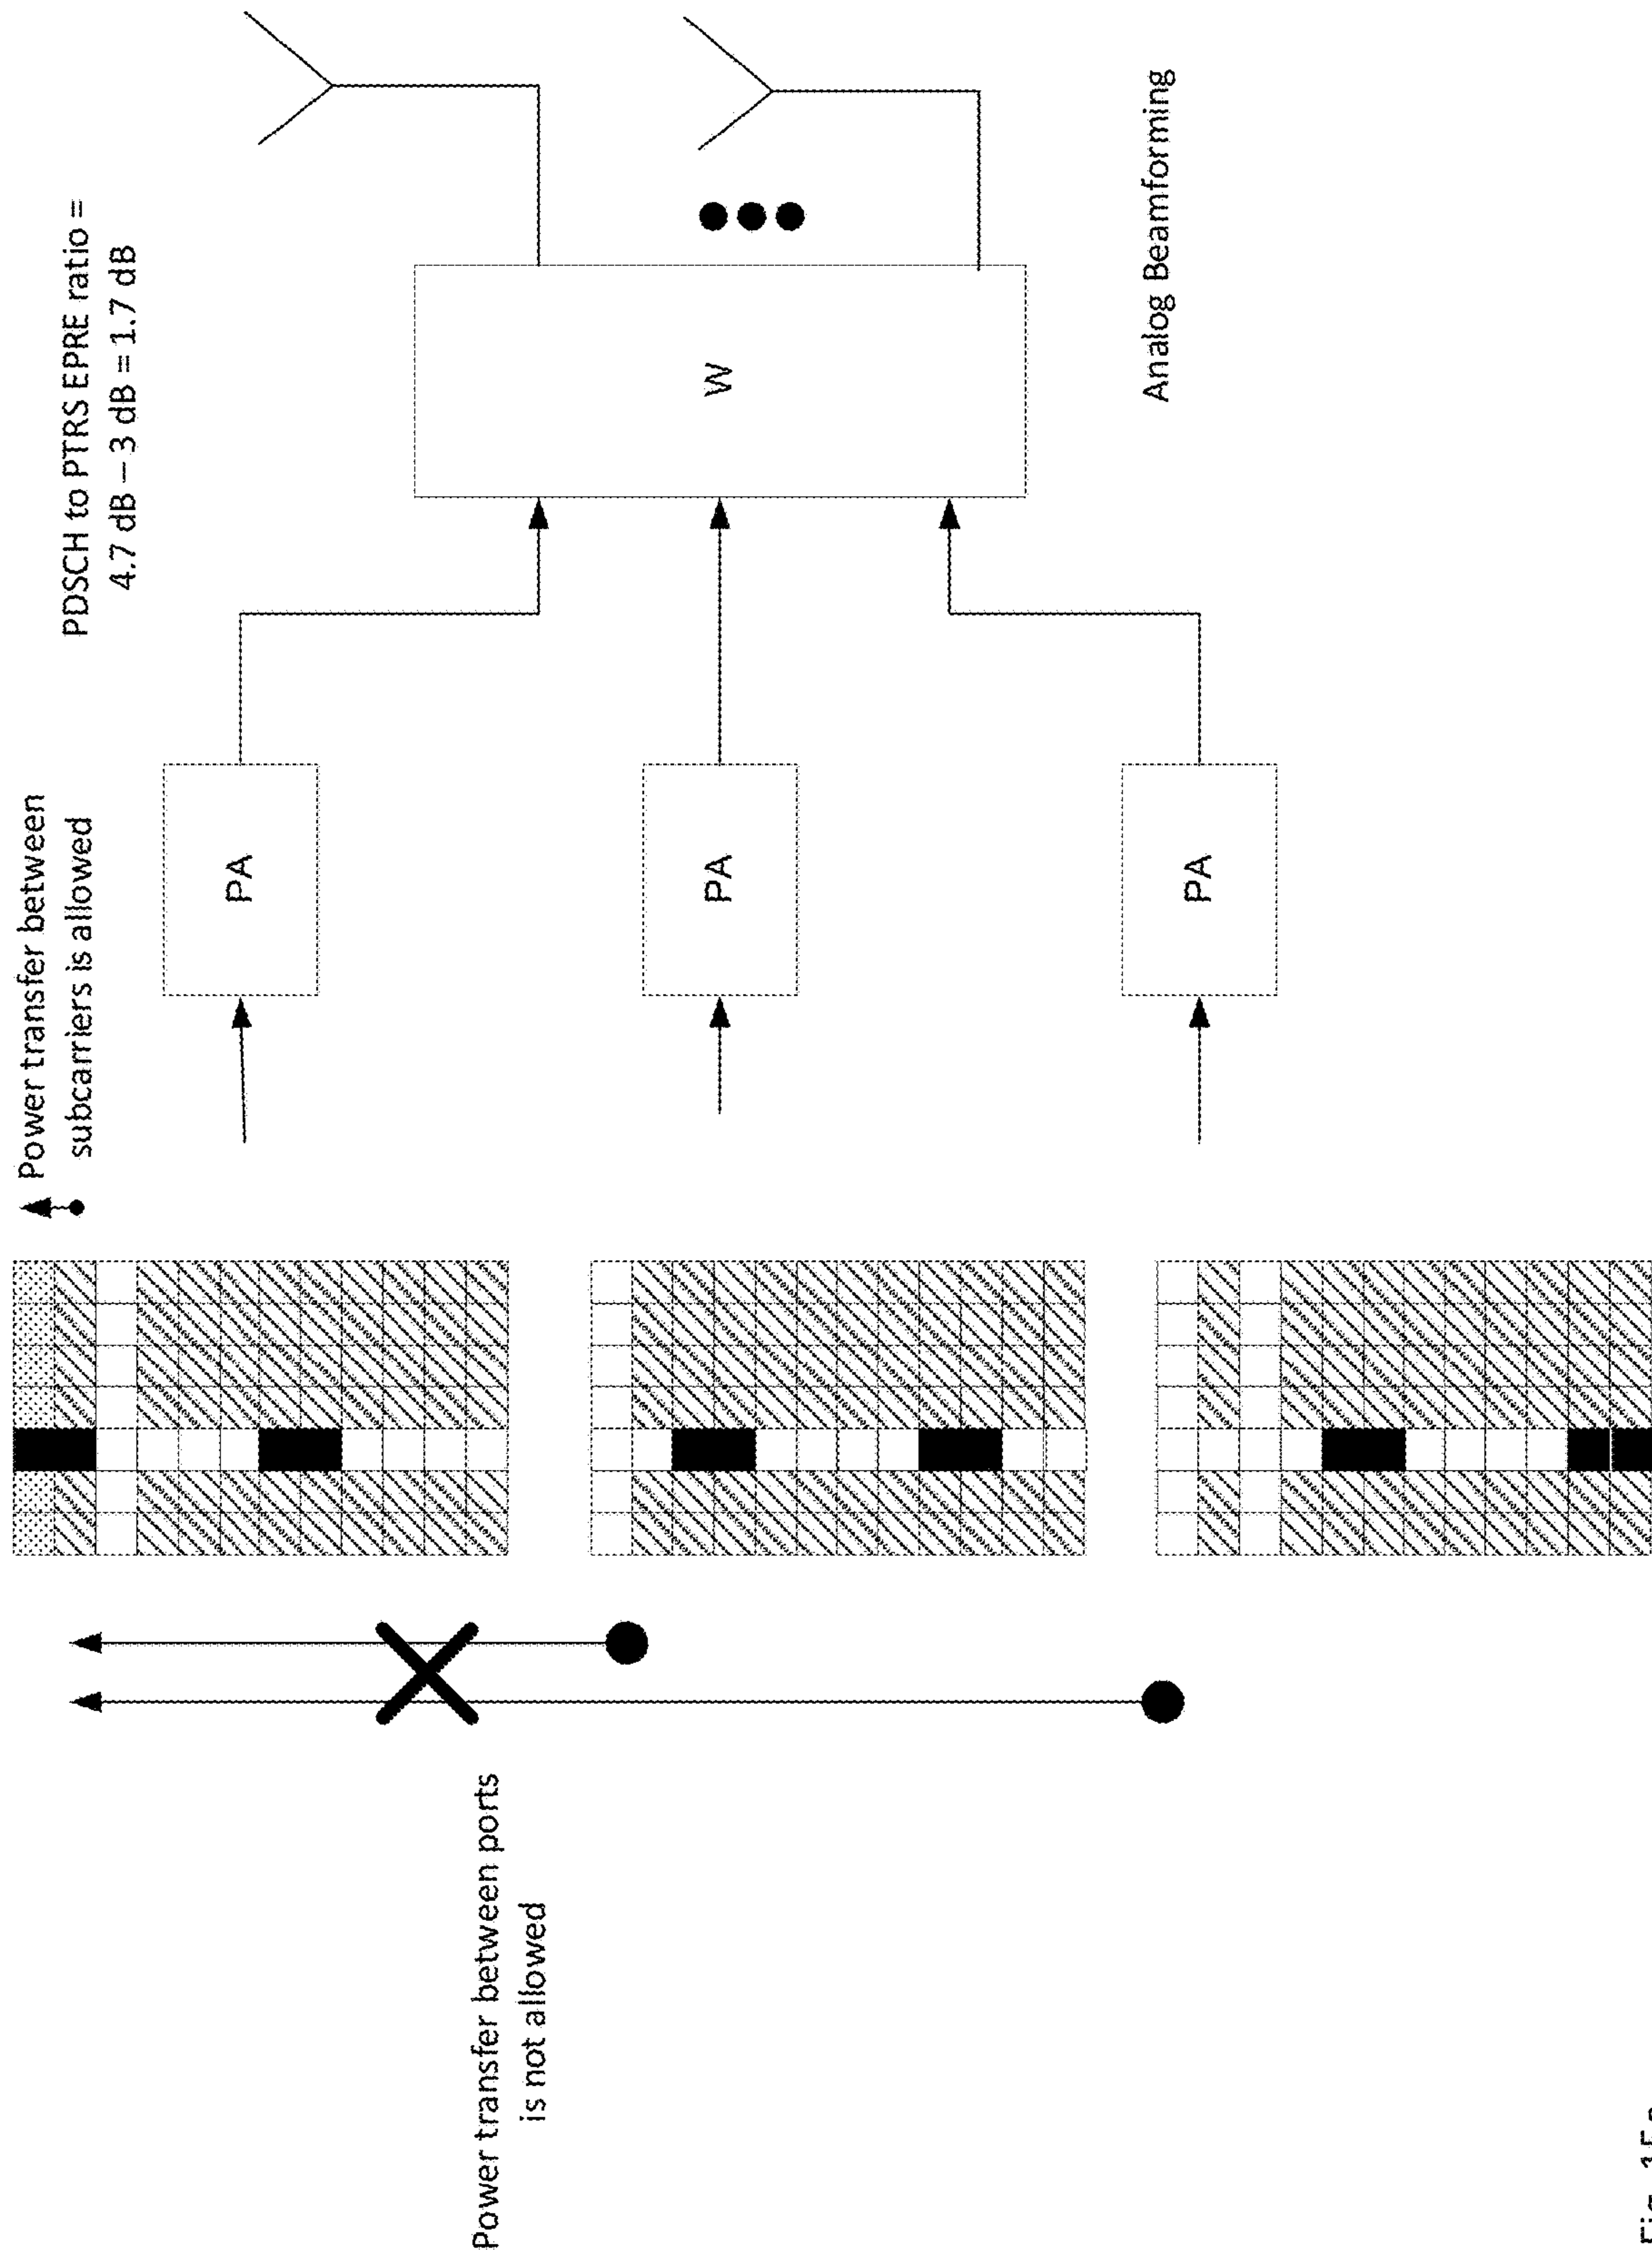 Power transfer between ports
is not allowed
Power transfer between
subcarriers is allowed
PDSCH to PTRS EPRE ratio =
4.7 dB – 3 dB = 1.7 dB
PA
PA
PA
W
Analog Beamforming